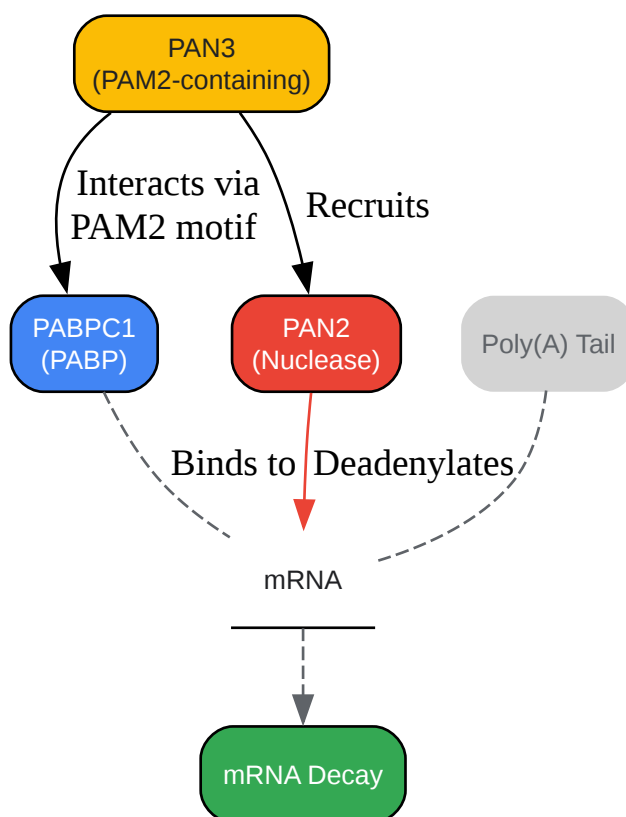 PAN3
(PAM2-containing)
Interacts via
PAM2 motif
Recruits
PABPC1
(PABP)
PAN2
(Nuclease)
Poly(A) Tail
Binds to
Deadenylates
mRNA
mRNA Decay